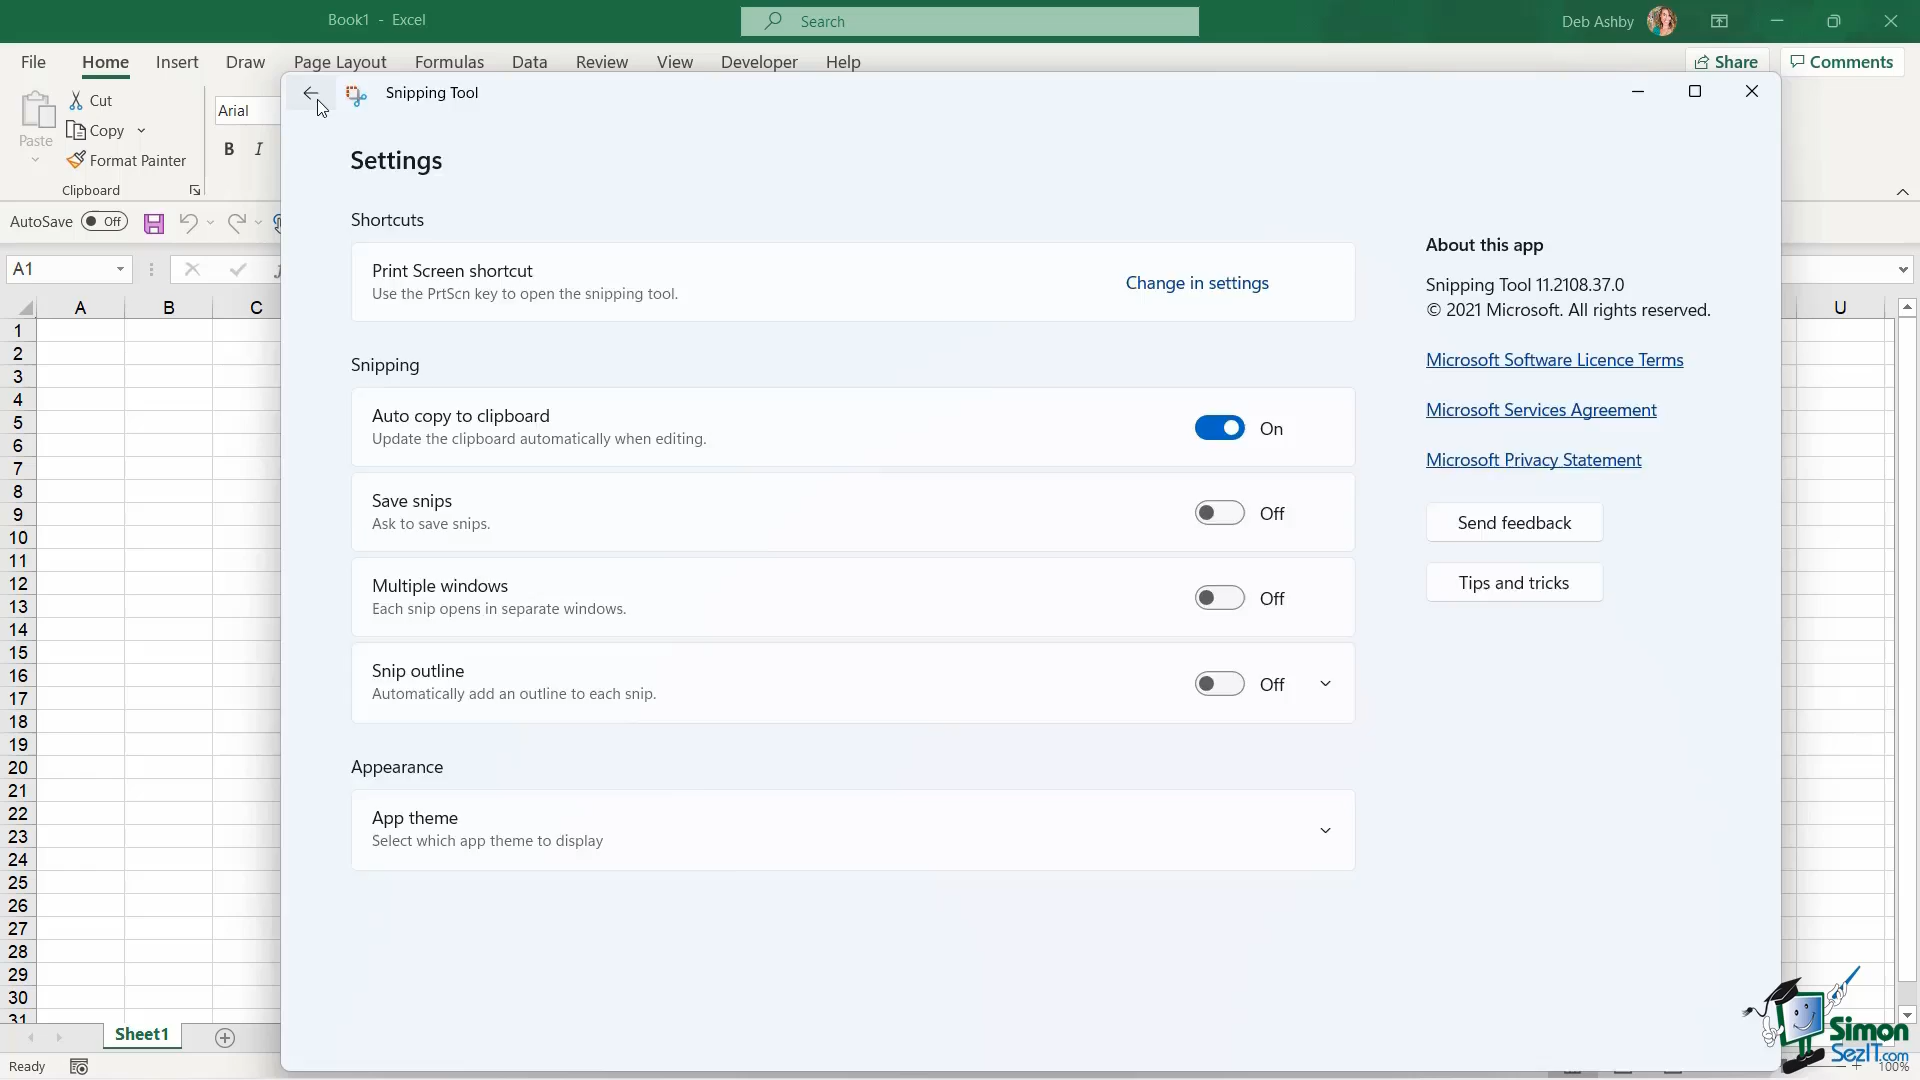 Book1 - Excel
Search
Deb Ashby
File Home Insert Draw Page Layout Formulas Data Review View Developer Help
Share Comments
Paste
Cut
Copy
Format Painter
Clipboard
Arial
B I
AutoSave Off
A1
A B C U
1
2
3
4
5
6
7
8
9
10
11
12
13
14
15
16
17
18
19
20
21
22
23
24
25
26
27
28
29
30
31
Sheet1
Ready
100%
Snipping Tool
Settings
Shortcuts
Print Screen shortcut
Use the PrtScn key to open the snipping tool.
Change in settings
Snipping
Auto copy to clipboard
Update the clipboard automatically when editing.
On
Save snips
Ask to save snips.
Off
Multiple windows
Each snip opens in separate windows.
Off
Snip outline
Automatically add an outline to each snip.
Off
Appearance
App theme
Select which app theme to display
About this app
Snipping Tool 11.2108.37.0
© 2021 Microsoft. All rights reserved.
Microsoft Software Licence Terms
Microsoft Services Agreement
Microsoft Privacy Statement
Send feedback
Tips and tricks
Simon
SezIT.com